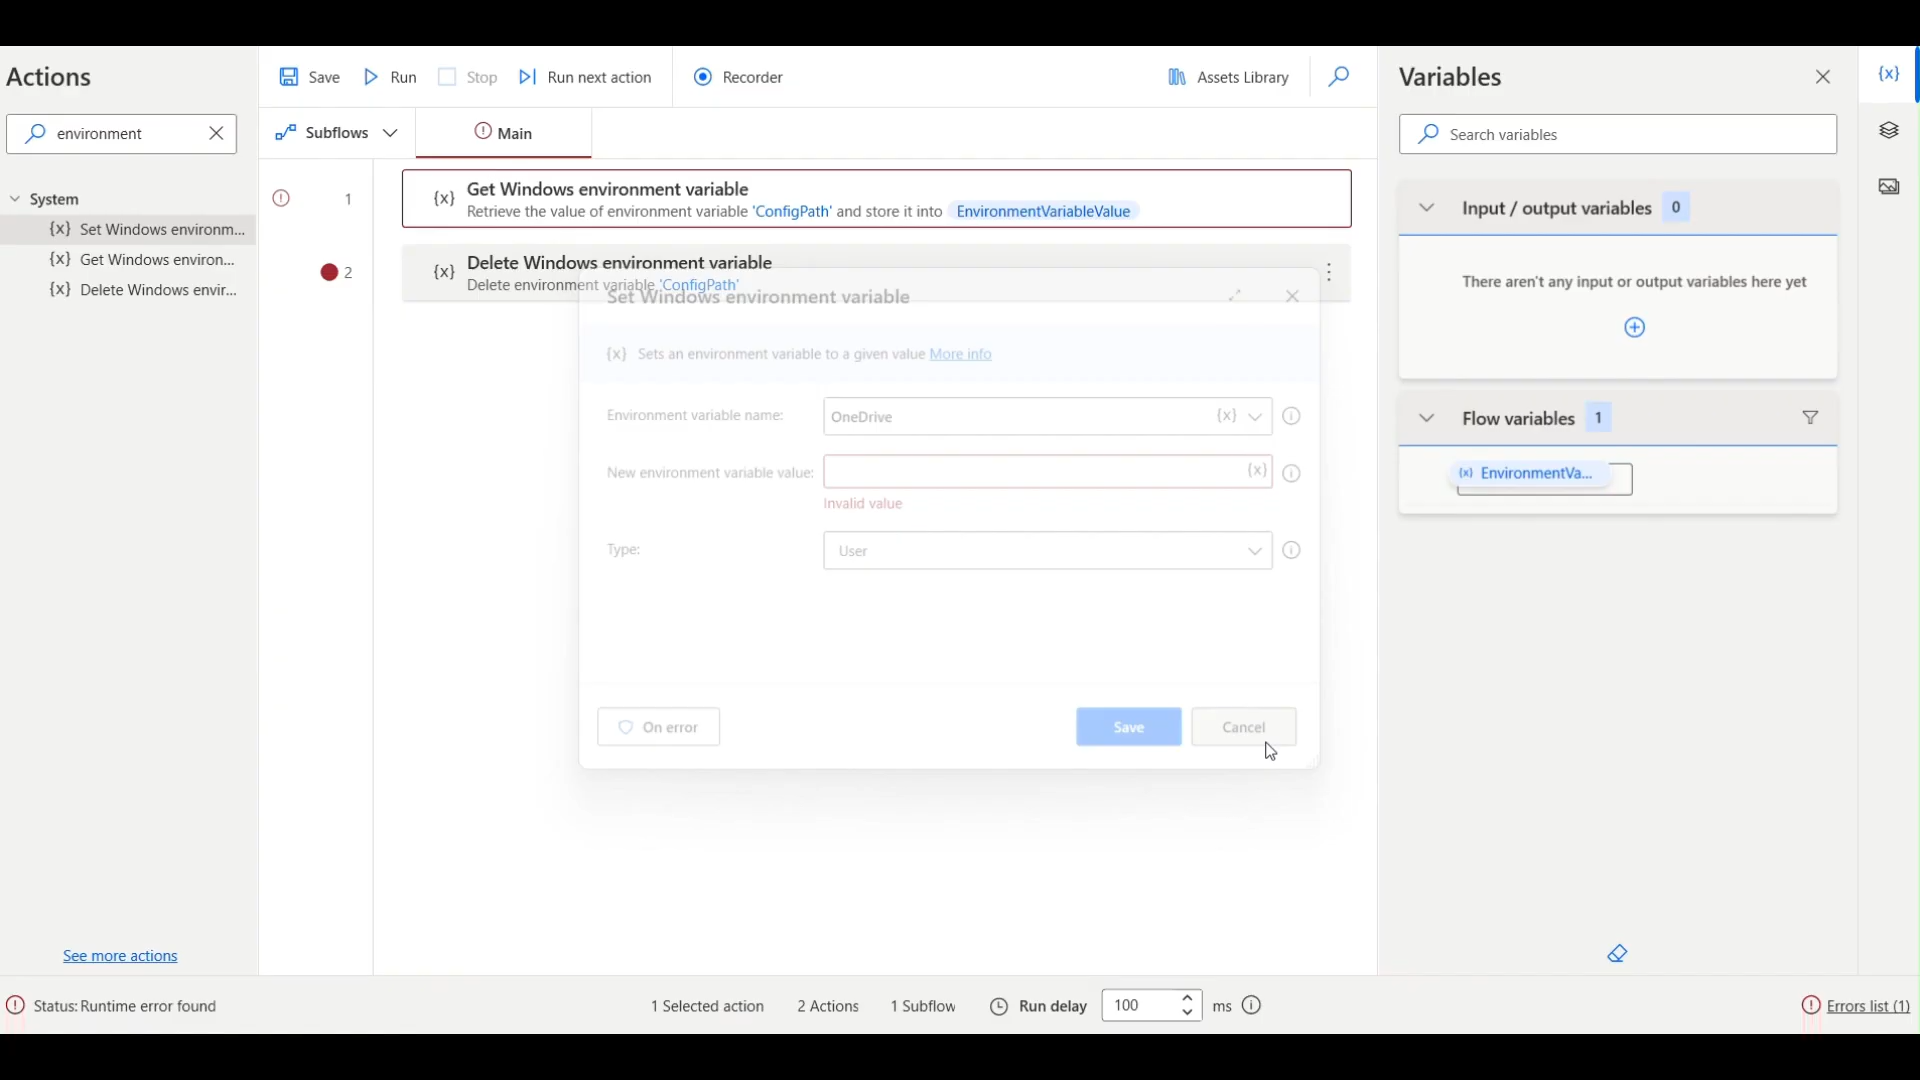 Actions
Save
Run
Stop
Run next action
Recorder
Assets Library
Variables
{x}
environment
Subflows
Main
Search variables
System
{x} Set Windows environm...
{x} Get Windows environ...
{x} Delete Windows envir...
1
{x} Get Windows environment variable
Retrieve the value of environment variable 'ConfigPath' and store it into EnvironmentVariableValue
2
{x} Delete Windows environment variable
Delete environment variable 'ConfigPath'
Set Windows environment variable
{x} Sets an environment variable to a given value More info
Environment variable name:
OneDrive {x}
New environment variable value:
{x}
Invalid value
Type:
User
On error
Save
Cancel
Input / output variables 0
There aren't any input or output variables here yet
Flow variables 1
{x} EnvironmentVa...
See more actions
Status: Runtime error found
1 Selected action
2 Actions
1 Subflow
Run delay
100
ms
Errors list (1)